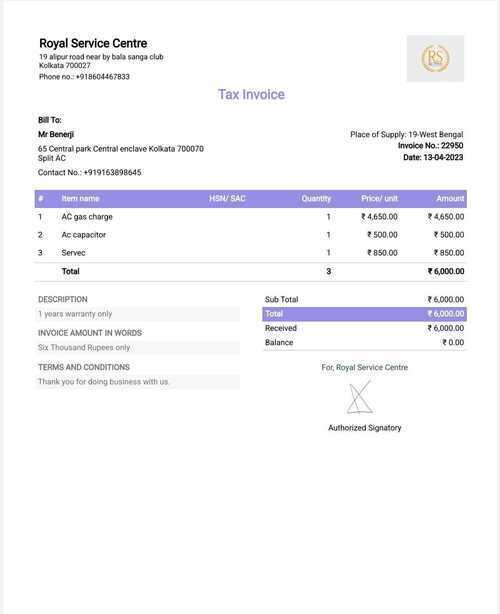 Royal Service Centre
19 alipur road near by bala sanga club
Kolkata 700027
Phone no.: +918604467833
RS
Tax Invoice
Bill To:
Mr Benerji
65 Central park Central enclave Kolkata 700070
Split AC
Contact No.: +919163898645
Place of Supply: 19-West Bengal
Invoice No.: 22950
Date: 13-04-2023
# Item name HSN/ SAC Quantity Price/ unit Amount
1 AC gas charge 1 ₹ 4,650.00 ₹ 4,650.00
2 Ac capacitor 1 ₹ 500.00 ₹ 500.00
3 Servec 1 ₹ 850.00 ₹ 850.00
Total 3 ₹ 6,000.00
DESCRIPTION
1 years warranty only
INVOICE AMOUNT IN WORDS
Six Thousand Rupees only
TERMS AND CONDITIONS
Thank you for doing business with us.
Sub Total ₹ 6,000.00
Total ₹ 6,000.00
Received ₹ 6,000.00
Balance ₹ 0.00
For, Royal Service Centre
Authorized Signatory